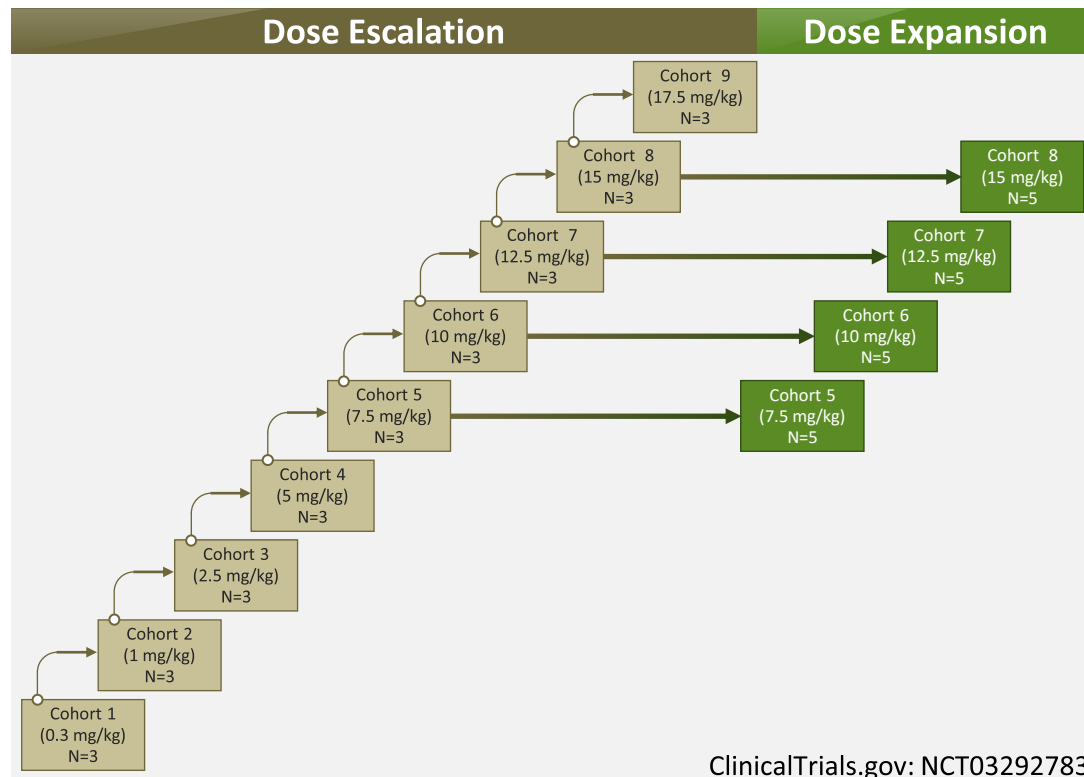 Dose Escalation
Dose Expansion
Cohort 9
(17.5 mg/kg)
N=3
Cohort 8
(15 mg/kg)
N=3
Cohort 8
(15 mg/kg)
N=5
Cohort 7
(12.5 mg/kg)
N=3
Cohort 7
(12.5 mg/kg)
N=5
Cohort 6
(10 mg/kg)
N=3
Cohort 6
(10 mg/kg)
N=5
Cohort 5
(7.5 mg/kg)
N=3
Cohort 5
(7.5 mg/kg)
N=5
Cohort 4
(5 mg/kg)
N=3
Cohort 3
(2.5 mg/kg)
N=3
Cohort 2
(1 mg/kg)
N=3
Cohort 1
(0.3 mg/kg)
N=3
ClinicalTrials.gov: NCT03292783